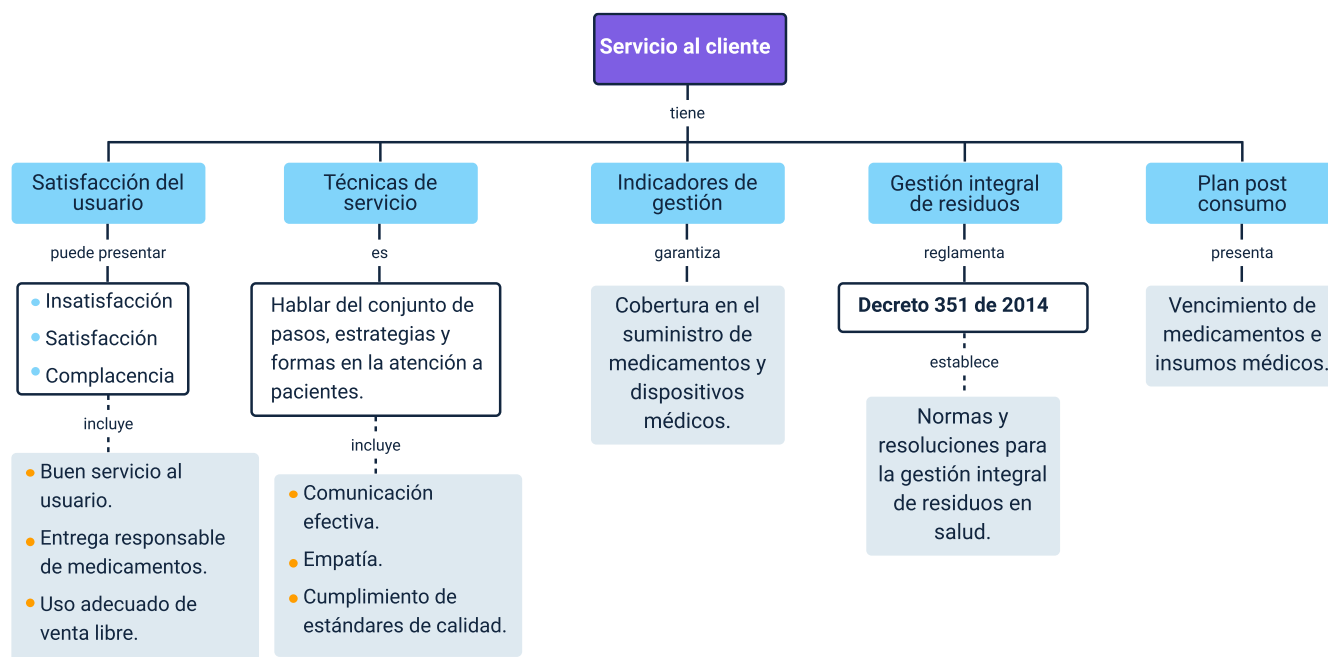 Servicio al cliente
tiene
Satisfacción del
usuario
puede presentar
Insatisfacción
Satisfacción
Complacencia
incluye
Buen servicio al
usuario.
Entrega responsable
de medicamentos.
Uso adecuado de
venta libre.
Técnicas de
servicio
es
Hablar del conjunto de
pasos, estrategias y
formas en la atención a
pacientes.
incluye
Comunicación
efectiva.
Empatía.
Cumplimiento de
estándares de calidad.
Indicadores de
gestión
garantiza
Cobertura en el
suministro de
medicamentos y
dispositivos
médicos.
Gestión integral
de residuos
reglamenta
Decreto 351 de 2014
establece
Normas y
resoluciones para
la gestión integral
de residuos en
salud.
Plan post
consumo
presenta
Vencimiento de
medicamentos e
insumos médicos.